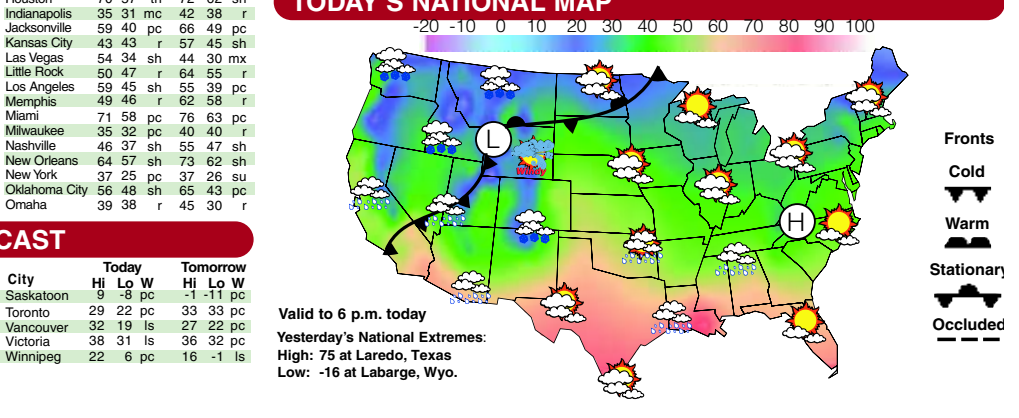 Indianapolis 35 31 mc 42 38 r
Jacksonville 59 40 pc 66 49 pc
Kansas City 43 43 r 57 45 sh
Las Vegas 54 34 sh 44 30 mx
Little Rock 50 47 r 64 55 r
Los Angeles 59 45 sh 55 39 pc
Memphis 49 46 r 62 58 r
Miami 71 58 pc 76 63 pc
Milwaukee 35 32 pc 40 40 r
Nashville 46 37 sh 55 47 sh
New Orleans 64 57 sh 73 62 sh
New York 37 25 pc 37 26 su
Oklahoma City 56 48 sh 65 43 pc
Omaha 39 38 r 45 30 r
CAST
Today Tomorrow
City Hi Lo W Hi Lo W
Saskatoon 9 -8 pc -1 -11 pc
Toronto 29 22 pc 33 33 pc
Vancouver 32 19 ls 27 22 pc
Victoria 38 31 ls 36 32 pc
Winnipeg 22 6 pc 16 -1 ls
TODAY'S NATIONAL MAP
-20 -10 0 10 20 30 40 50 60 70 80 90 100
L
Windy
H
Valid to 6 p.m. today
Yesterday's National Extremes:
High: 75 at Laredo, Texas
Low: -16 at Labarge, Wyo.
Fronts
Cold
Warm
Stationary
Occluded